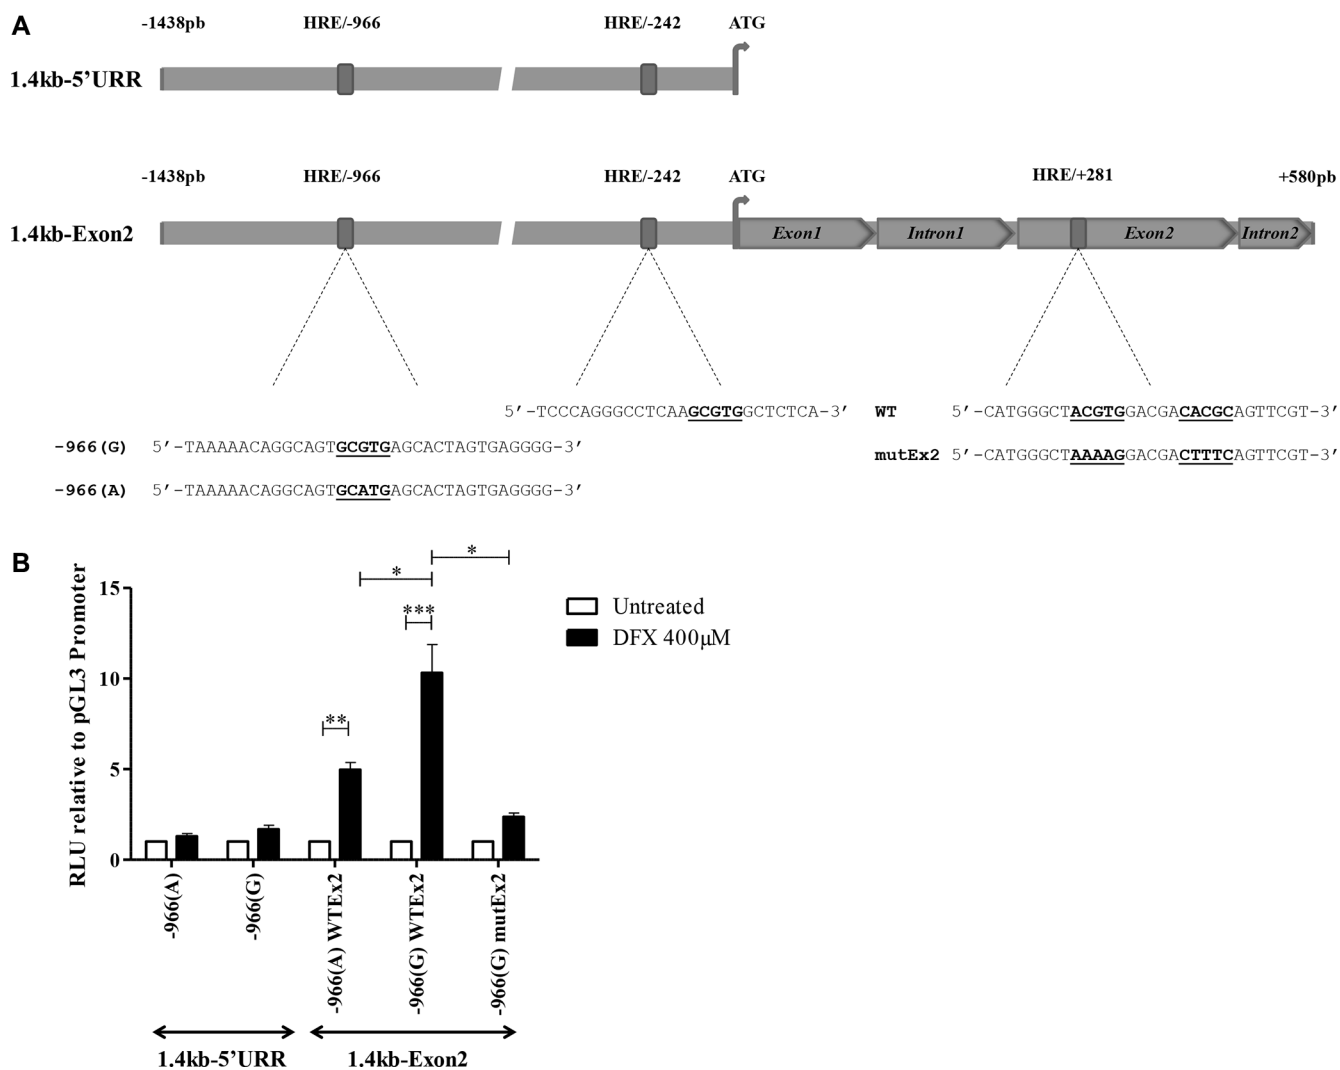 A
-1438pb HRE/-966 HRE/-242 ATG
1.4kb-5’URR
-1438pb HRE/-966 HRE/-242 ATG HRE/+281 +580pb
1.4kb-Exon2 Exon1 Intron1 Exon2 Intron2
5’-TCCCAGGGCCTCAAGCGTGGCTCTCA-3’ WT 5’-CATGGGCTACGTGGACGACACGCAGTTCGT-3’
-966(G) 5’-TAAAAACAGGCAGTGCGTGAGCACTAGTGAGGGG-3’
mutEx2 5’-CATGGGCTAAAAGGACGACTTTCAGTTCGT-3’
-966(A) 5’-TAAAAACAGGCAGTGCATGAGCACTAGTGAGGGG-3’
B
RLU relative to pGL3 Promoter
15
10
5
0
*
*
***
**
Untreated
DFX 400µM
-966(A)
-966(G)
-966(A) WTEx2
-966(G) WTEx2
-966(G) mutEx2
1.4kb-5’URR 1.4kb-Exon2